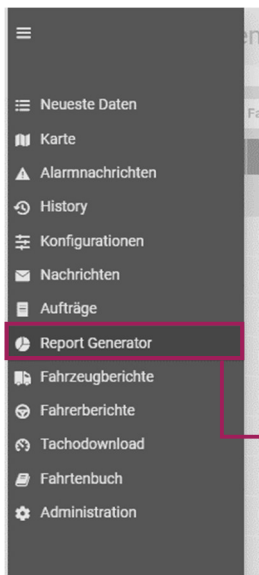 Neueste Daten
Karte
Alarmnachrichten
History
Konfigurationen
Nachrichten
Aufträge
Report Generator
Fahrzeugberichte
Fahrerberichte
Tachodownload
Fahrtenbuch
Administration